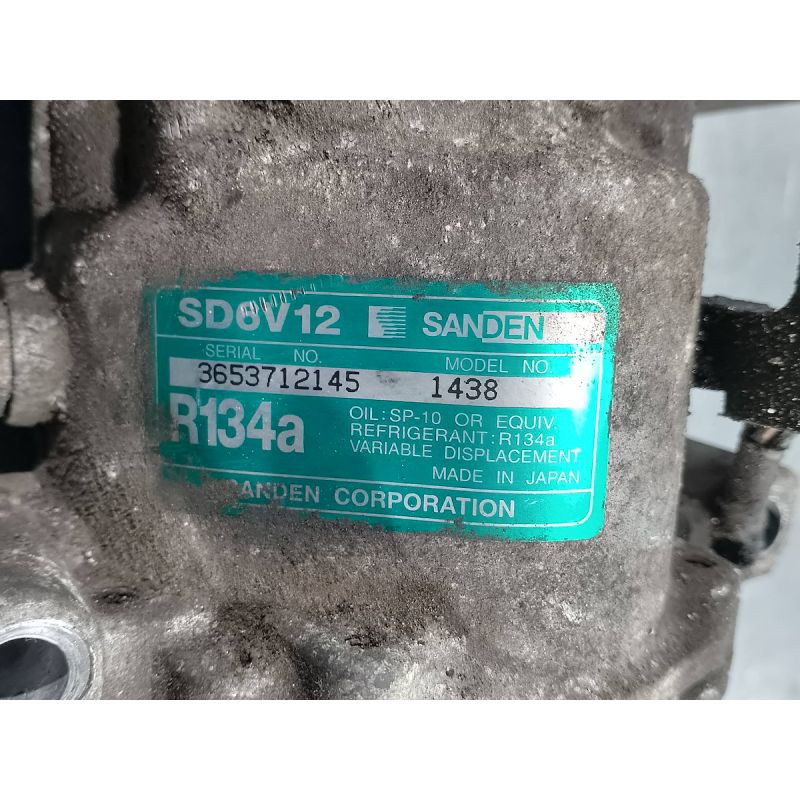 SD6V12 SANDEN
SERIAL NO. MODEL NO.
3653712145 1438
R134a
OIL: SP-10 OR EQUIV.
REFRIGERANT: R134a
VARIABLE DISPLACEMENT
MADE IN JAPAN
SANDEN CORPORATION